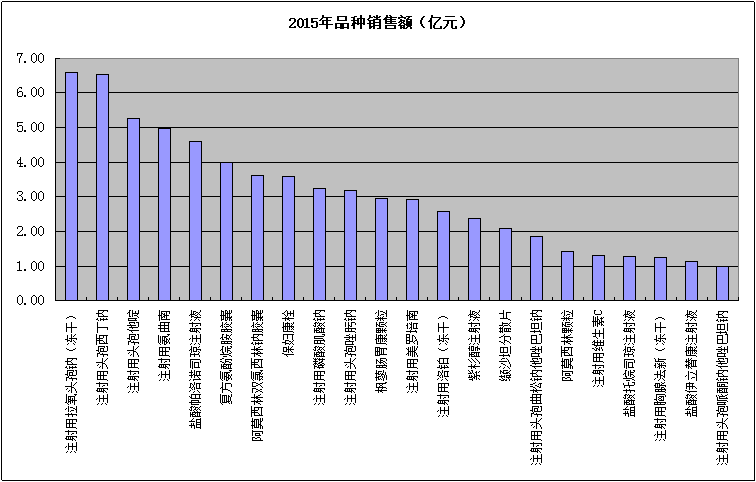 2015年品种销售额（亿元）
7.00
6.00
5.00
4.00
3.00
2.00
1.00
0.00
注射用拉氧头孢钠（冻干）
注射用头孢西丁钠
注射用头孢他啶
注射用氨曲南
盐酸帕洛诺司琼注射液
复方氨酚烷胺胶囊
阿莫西林双氯西林钠胶囊
保妇康栓
注射用磷酸肌酸钠
注射用头孢唑肟钠
枫蓼肠胃康颗粒
注射用美罗培南
注射用洛铂（冻干）
紫杉醇注射液
缬沙坦分散片
注射用头孢曲松钠他唑巴坦钠
阿莫西林颗粒
注射用维生素C
盐酸托烷司琼注射液
注射用胸腺法新（冻干）
盐酸伊立替康注射液
注射用头孢哌酮钠他唑巴坦钠